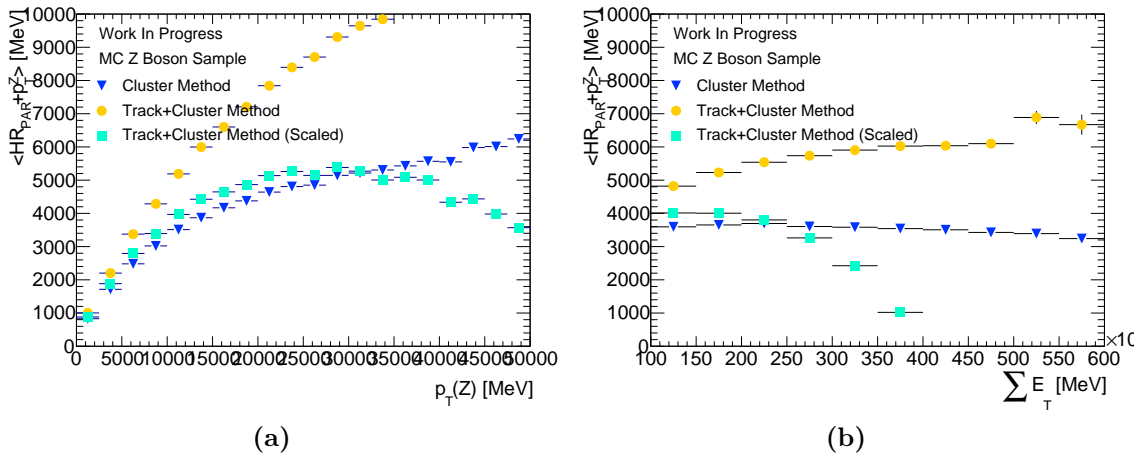 <HR_PAR+p_T^Z> [MeV]
10000
9000
8000
7000
6000
5000
4000
3000
2000
1000
0
Work In Progress
MC Z Boson Sample
Cluster Method
Track+Cluster Method
Track+Cluster Method (Scaled)
0 5000 10000 15000 20000 25000 30000 35000 40000 45000 50000
p_T(Z) [MeV]
(a)
<HR_PAR+p_T^Z> [MeV]
10000
9000
8000
7000
6000
5000
4000
3000
2000
1000
0
Work In Progress
MC Z Boson Sample
Cluster Method
Track+Cluster Method
Track+Cluster Method (Scaled)
100 150 200 250 300 350 400 450 500 550 600
×10
∑ E_T [MeV]
(b)